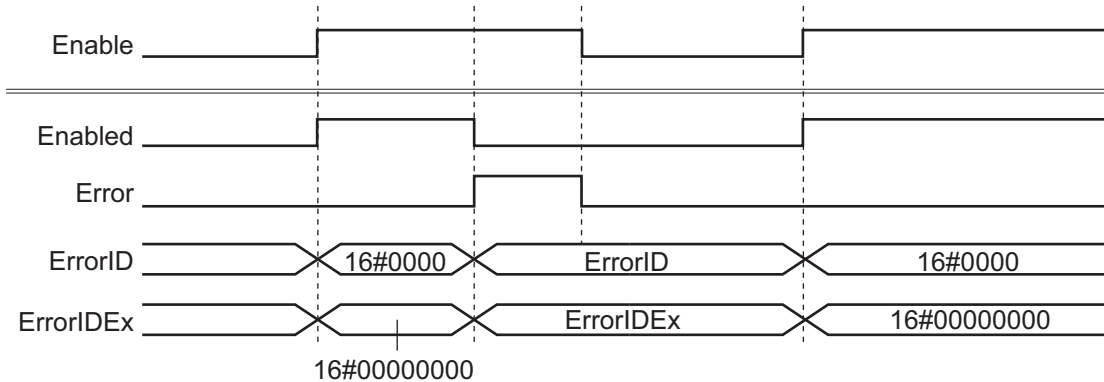 Enable
Enabled
Error
ErrorID 16#0000 ErrorID 16#0000
ErrorIDEx ErrorIDEx 16#00000000
16#00000000